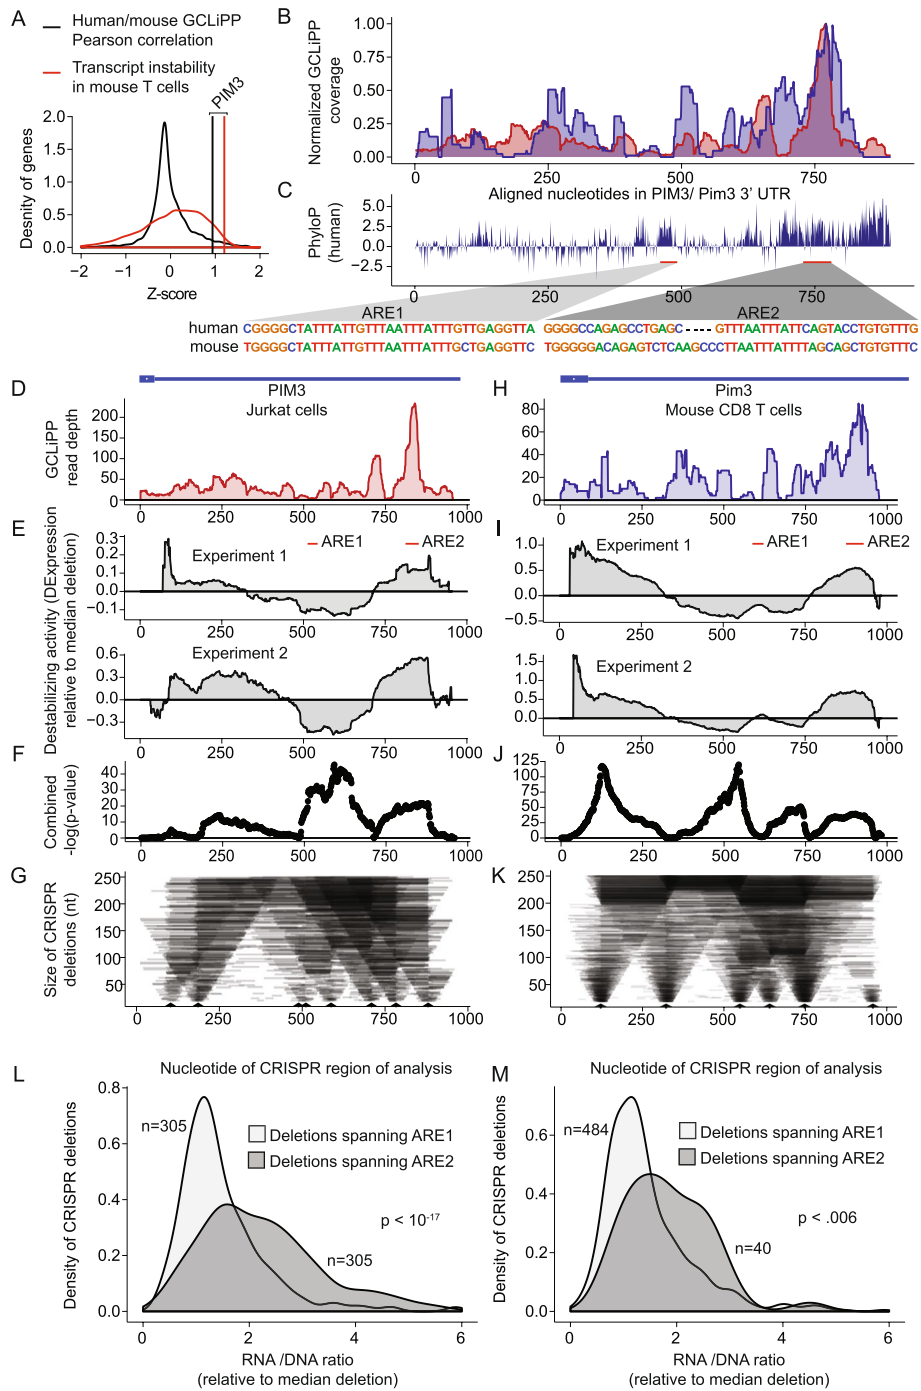 A
Human/mouse GCLiPP
Pearson correlation
Transcript instability
in mouse T cells
PIM3
Desnity of genes
2.0
1.5
1.0
0.5
0.0
−2 −1 0 1 2
Z-score
B
Normalized GCLiPP
coverage
1.00
0.75
0.50
0.25
0.00
0 250 500 750
Aligned nucleotides in PIM3/ Pim3 3' UTR
C
PhyloP
(human)
5.0
2.5
0.0
−2.5
0 250 500 750
ARE1 ARE2
human CGGGGCTATTTATTGTTTAATTTATTTGTTGAGGTTA GGGGCCAGAGCCTGAGC----GTTTAATTTATTCAGTACCTGTGTTTG
mouse TGGGGCTATTTATTGTTTAATTTATTTGCTGAGGTTC TGGGGGACAGAGTCTCAAGCCCTTAATTTATTTTAGCAGCTGTGTTTC
D
PIM3
Jurkat cells
GCLiPP
read depth
200
150
100
50
0
0 250 500 750 1000
H
Pim3
Mouse CD8 T cells
80
60
40
20
0
0 250 500 750 1000
E
Destabilizing activity (DExpression
relative to median deletion)
Experiment 1
ARE1 ARE2
0.3
0.2
0.1
0.0
−0.1
0 250 500 750 1000
Experiment 2
0.6
0.3
0.0
−0.3
0 250 500 750 1000
I
Experiment 1
ARE1 ARE2
1.0
0.5
0.0
−0.5
0 250 500 750 1000
Experiment 2
1.5
1.0
0.5
0.0
0 250 500 750 1000
F
Combined
-log(p-value)
40
30
20
10
0
0 250 500 750 1000
J
125
100
75
50
25
0
0 250 500 750 1000
G
Size of CRISPR
deletions (nt)
250
200
150
100
50
0 250 500 750 1000
Nucleotide of CRISPR region of analysis
K
250
200
150
100
50
0 250 500 750 1000
Nucleotide of CRISPR region of analysis
L
Density of CRISPR deletions
0.8
0.6
0.4
0.2
0.0
n=305
Deletions spanning ARE1
Deletions spanning ARE2
p < 10-17
n=305
0 2 4 6
RNA /DNA ratio
(relative to median deletion)
M
Density of CRISPR deletions
0.6
0.4
0.2
0.0
n=484
Deletions spanning ARE1
Deletions spanning ARE2
p < .006
n=40
0 2 4 6
RNA /DNA ratio
(relative to median deletion)